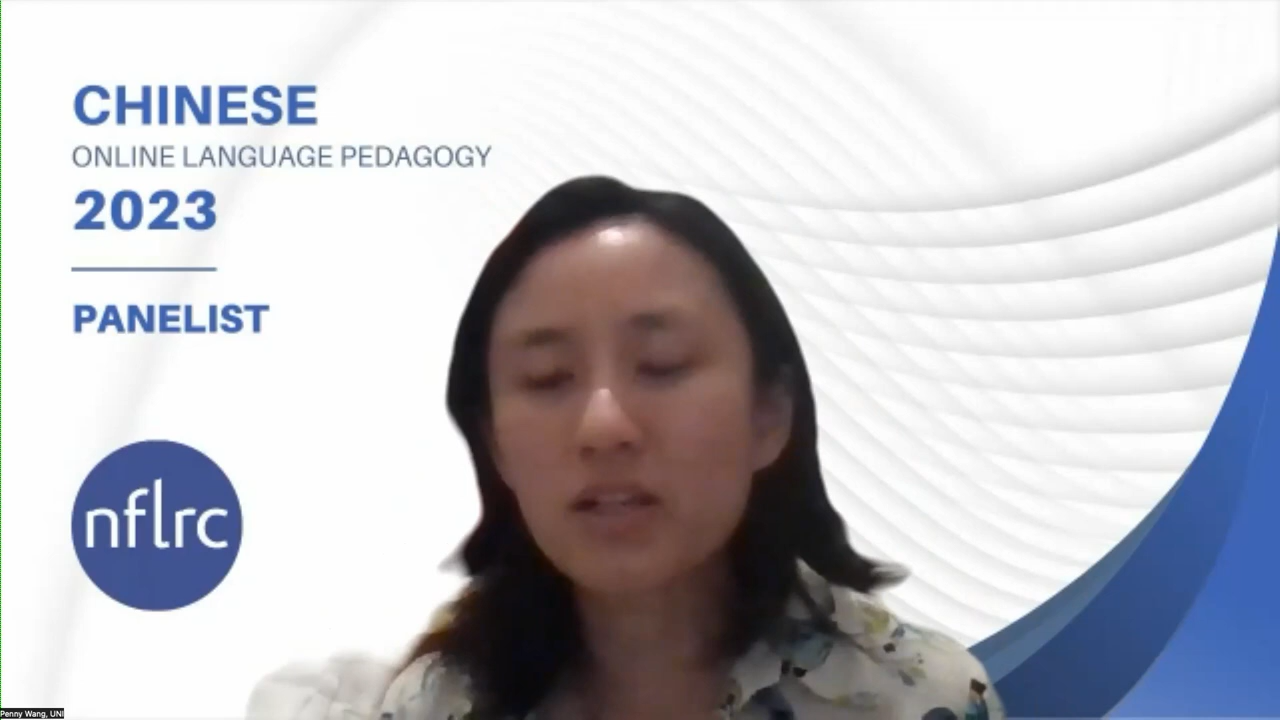 CHINESE
ONLINE LANGUAGE PEDAGOGY
2023
PANELIST
nflrc
Penny Wang, UNI